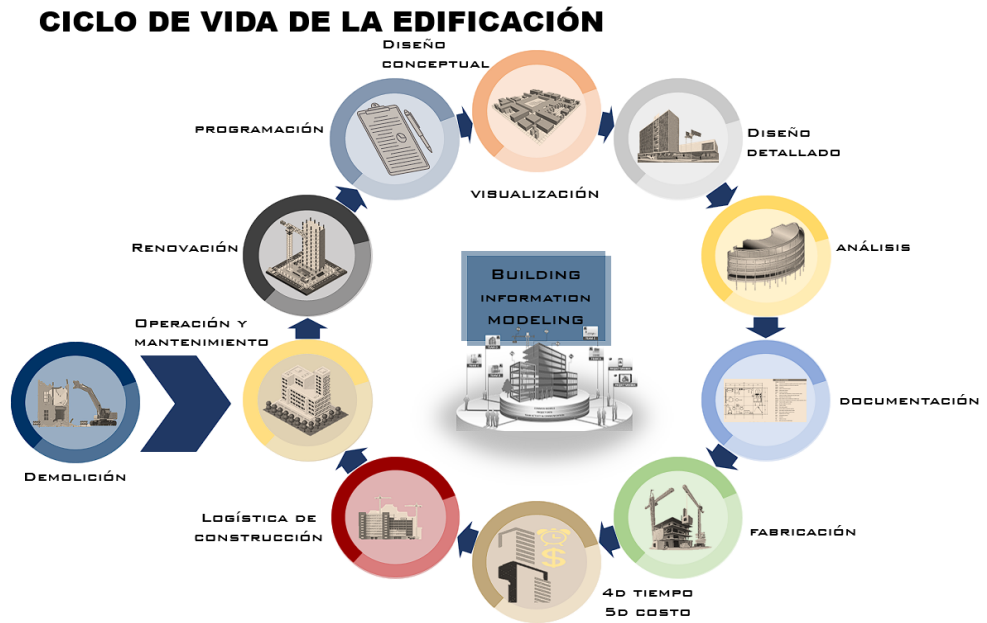 CICLO DE VIDA DE LA EDIFICACIÓN
DISEÑO
CONCEPTUAL
PROGRAMACIÓN
DISEÑO
DETALLADO
VISUALIZACIÓN
RENOVACIÓN
ANÁLISIS
BUILDING
INFORMATION
MODELING
OPERACIÓN Y
MANTENIMIENTO
DOCUMENTACIÓN
DEMOLICIÓN
LOGÍSTICA DE
CONSTRUCCIÓN
FABRICACIÓN
4D TIEMPO
5D COSTO
$